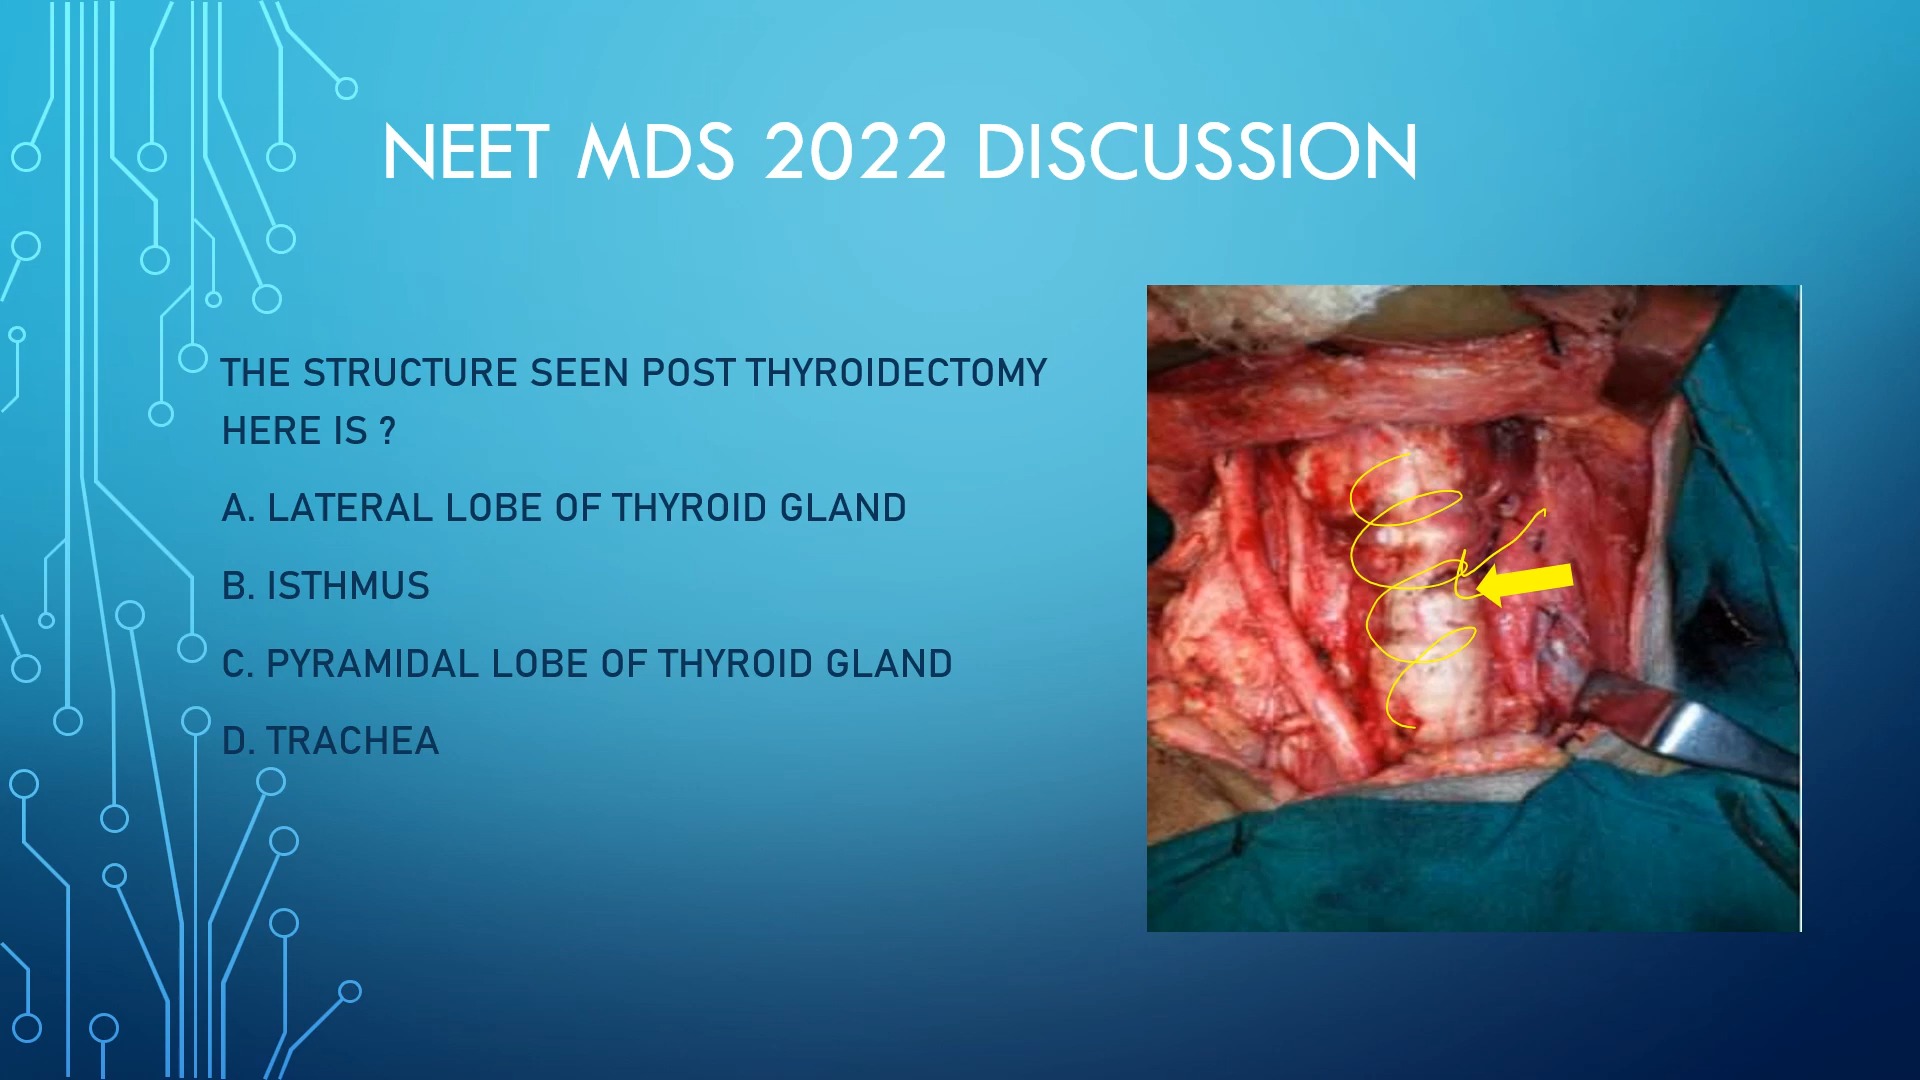 NEET MDS 2022 DISCUSSION
THE STRUCTURE SEEN POST THYROIDECTOMY
HERE IS ?
A. LATERAL LOBE OF THYROID GLAND
B. ISTHMUS
C. PYRAMIDAL LOBE OF THYROID GLAND
D. TRACHEA